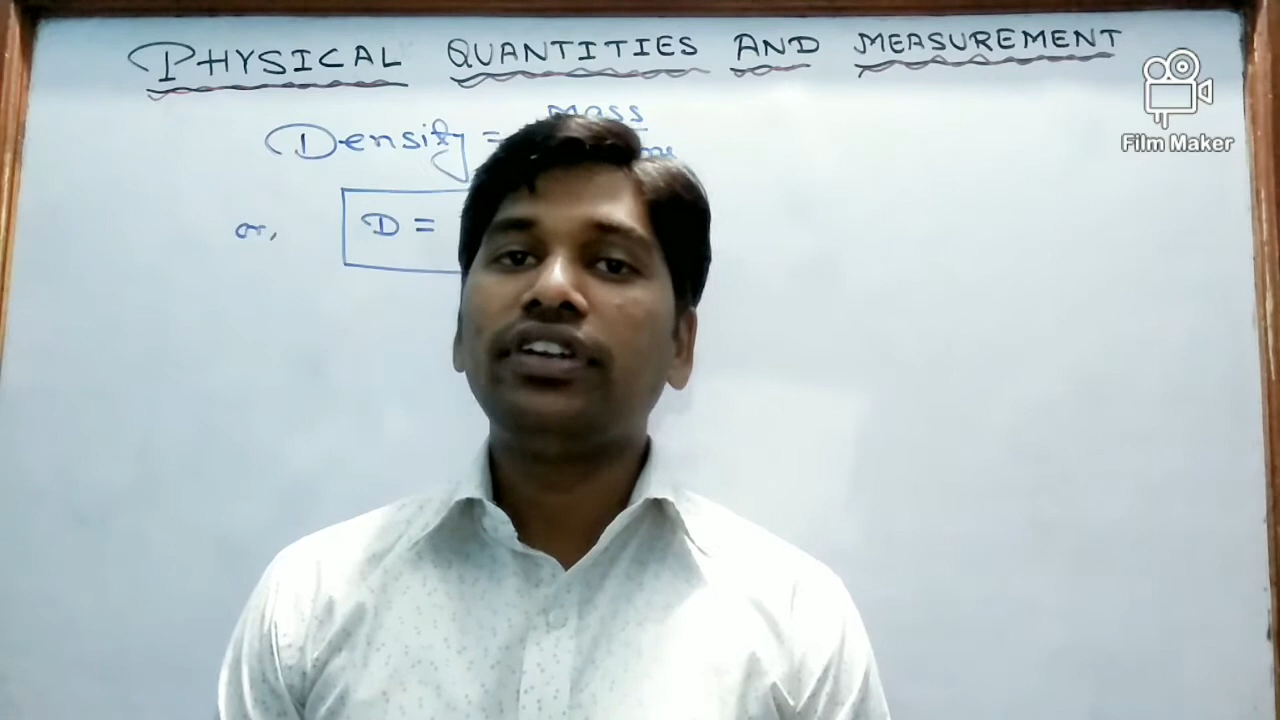 PHYSICAL QUANTITIES AND MEASUREMENT
Film Maker
Density = Mass
or, D =